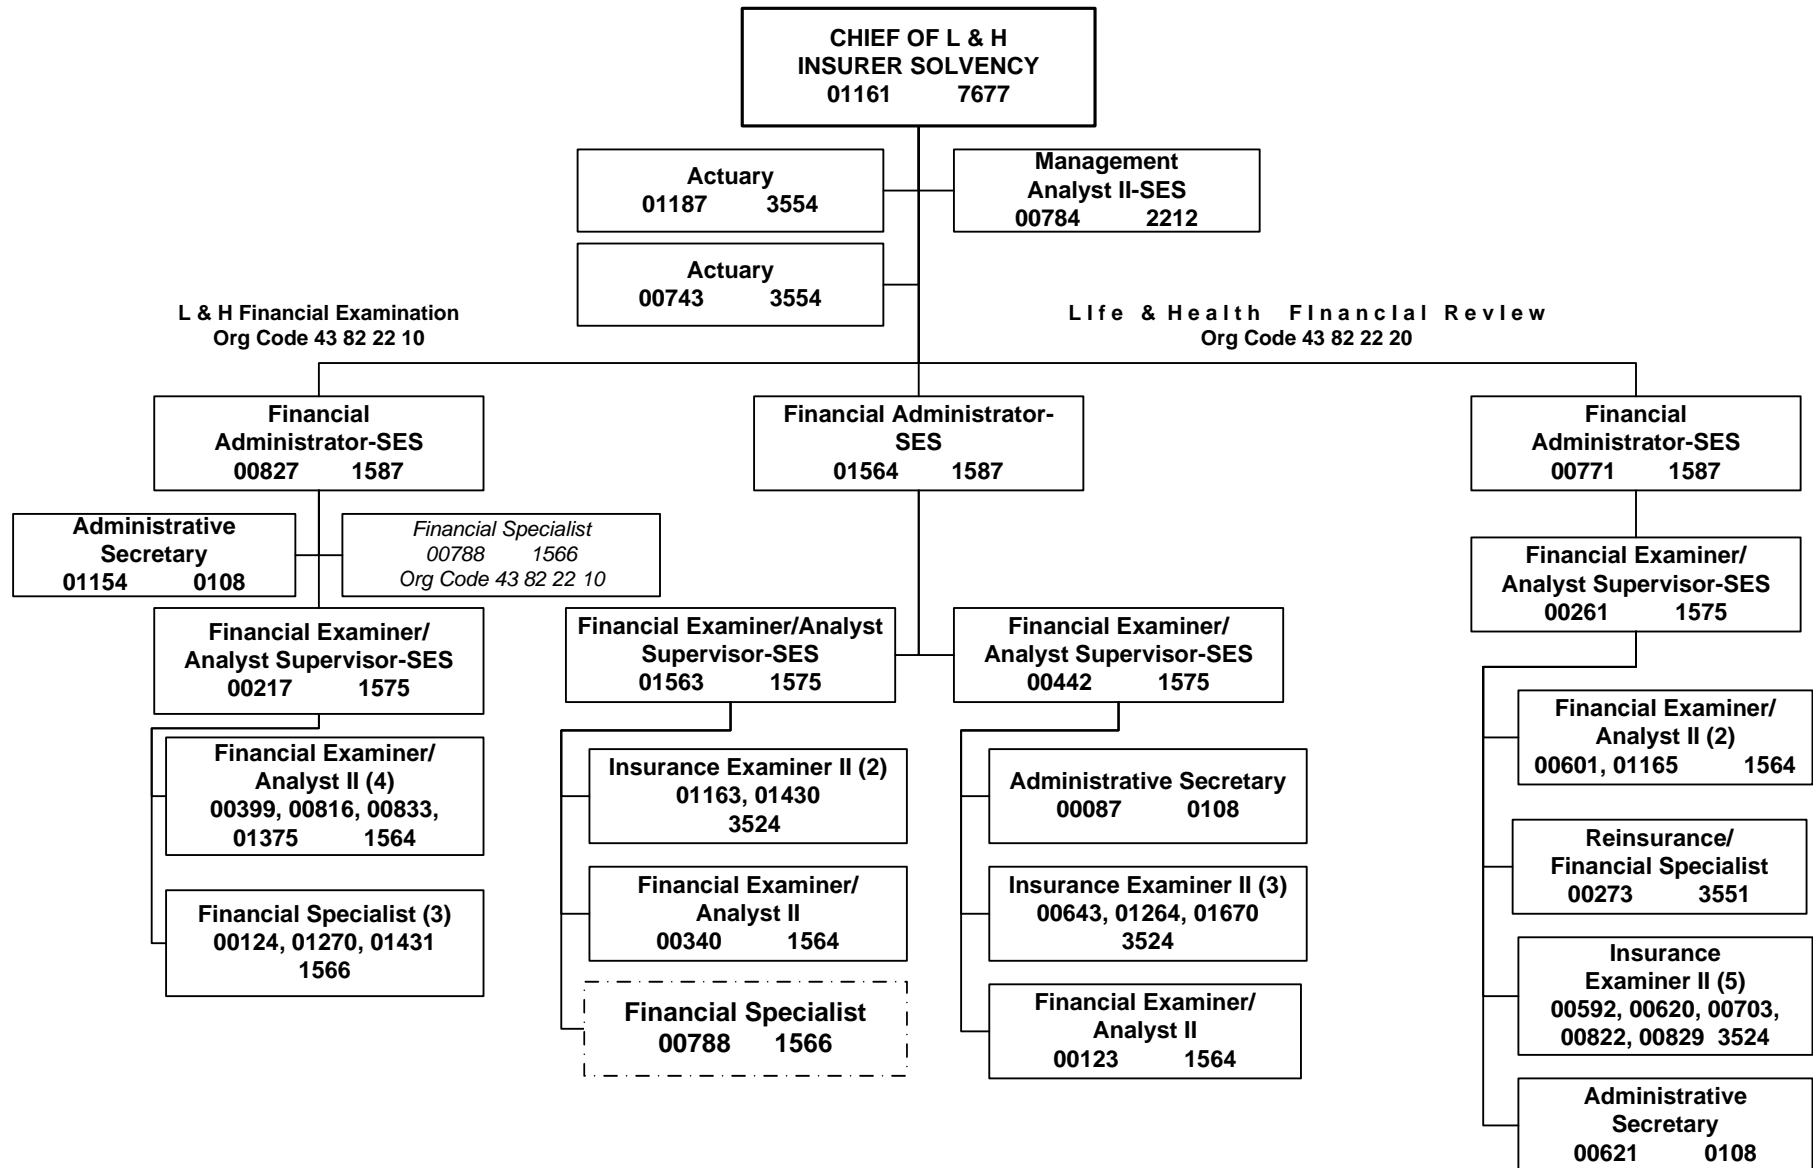 CHIEF OF L & H
INSURER SOLVENCY
01161 7677
Actuary
01187 3554
Management
Analyst II-SES
00784 2212
Actuary
00743 3554
L & H Financial Examination
Org Code 43 82 22 10
LIfe & Health FInancIal RevIew
Org Code 43 82 22 20
Financial
Administrator-SES
00827 1587
Financial Administrator-
SES
01564 1587
Financial
Administrator-SES
00771 1587
Administrative
Secretary
01154 0108
Financial Specialist
00788 1566
Org Code 43 82 22 10
Financial Examiner/
Analyst Supervisor-SES
00261 1575
Financial Examiner/
Analyst Supervisor-SES
00217 1575
Financial Examiner/Analyst
Supervisor-SES
01563 1575
Financial Examiner/
Analyst Supervisor-SES
00442 1575
Financial Examiner/
Analyst II (4)
00399, 00816, 00833,
01375 1564
Financial Specialist (3)
00124, 01270, 01431
1566
Insurance Examiner II (2)
01163, 01430
3524
Financial Examiner/
Analyst II
00340 1564
Financial Specialist
00788 1566
Administrative Secretary
00087 0108
Insurance Examiner II (3)
00643, 01264, 01670
3524
Financial Examiner/
Analyst II
00123 1564
Financial Examiner/
Analyst II (2)
00601, 01165 1564
Reinsurance/
Financial Specialist
00273 3551
Insurance
Examiner II (5)
00592, 00620, 00703,
00822, 00829 3524
Administrative
Secretary
00621 0108